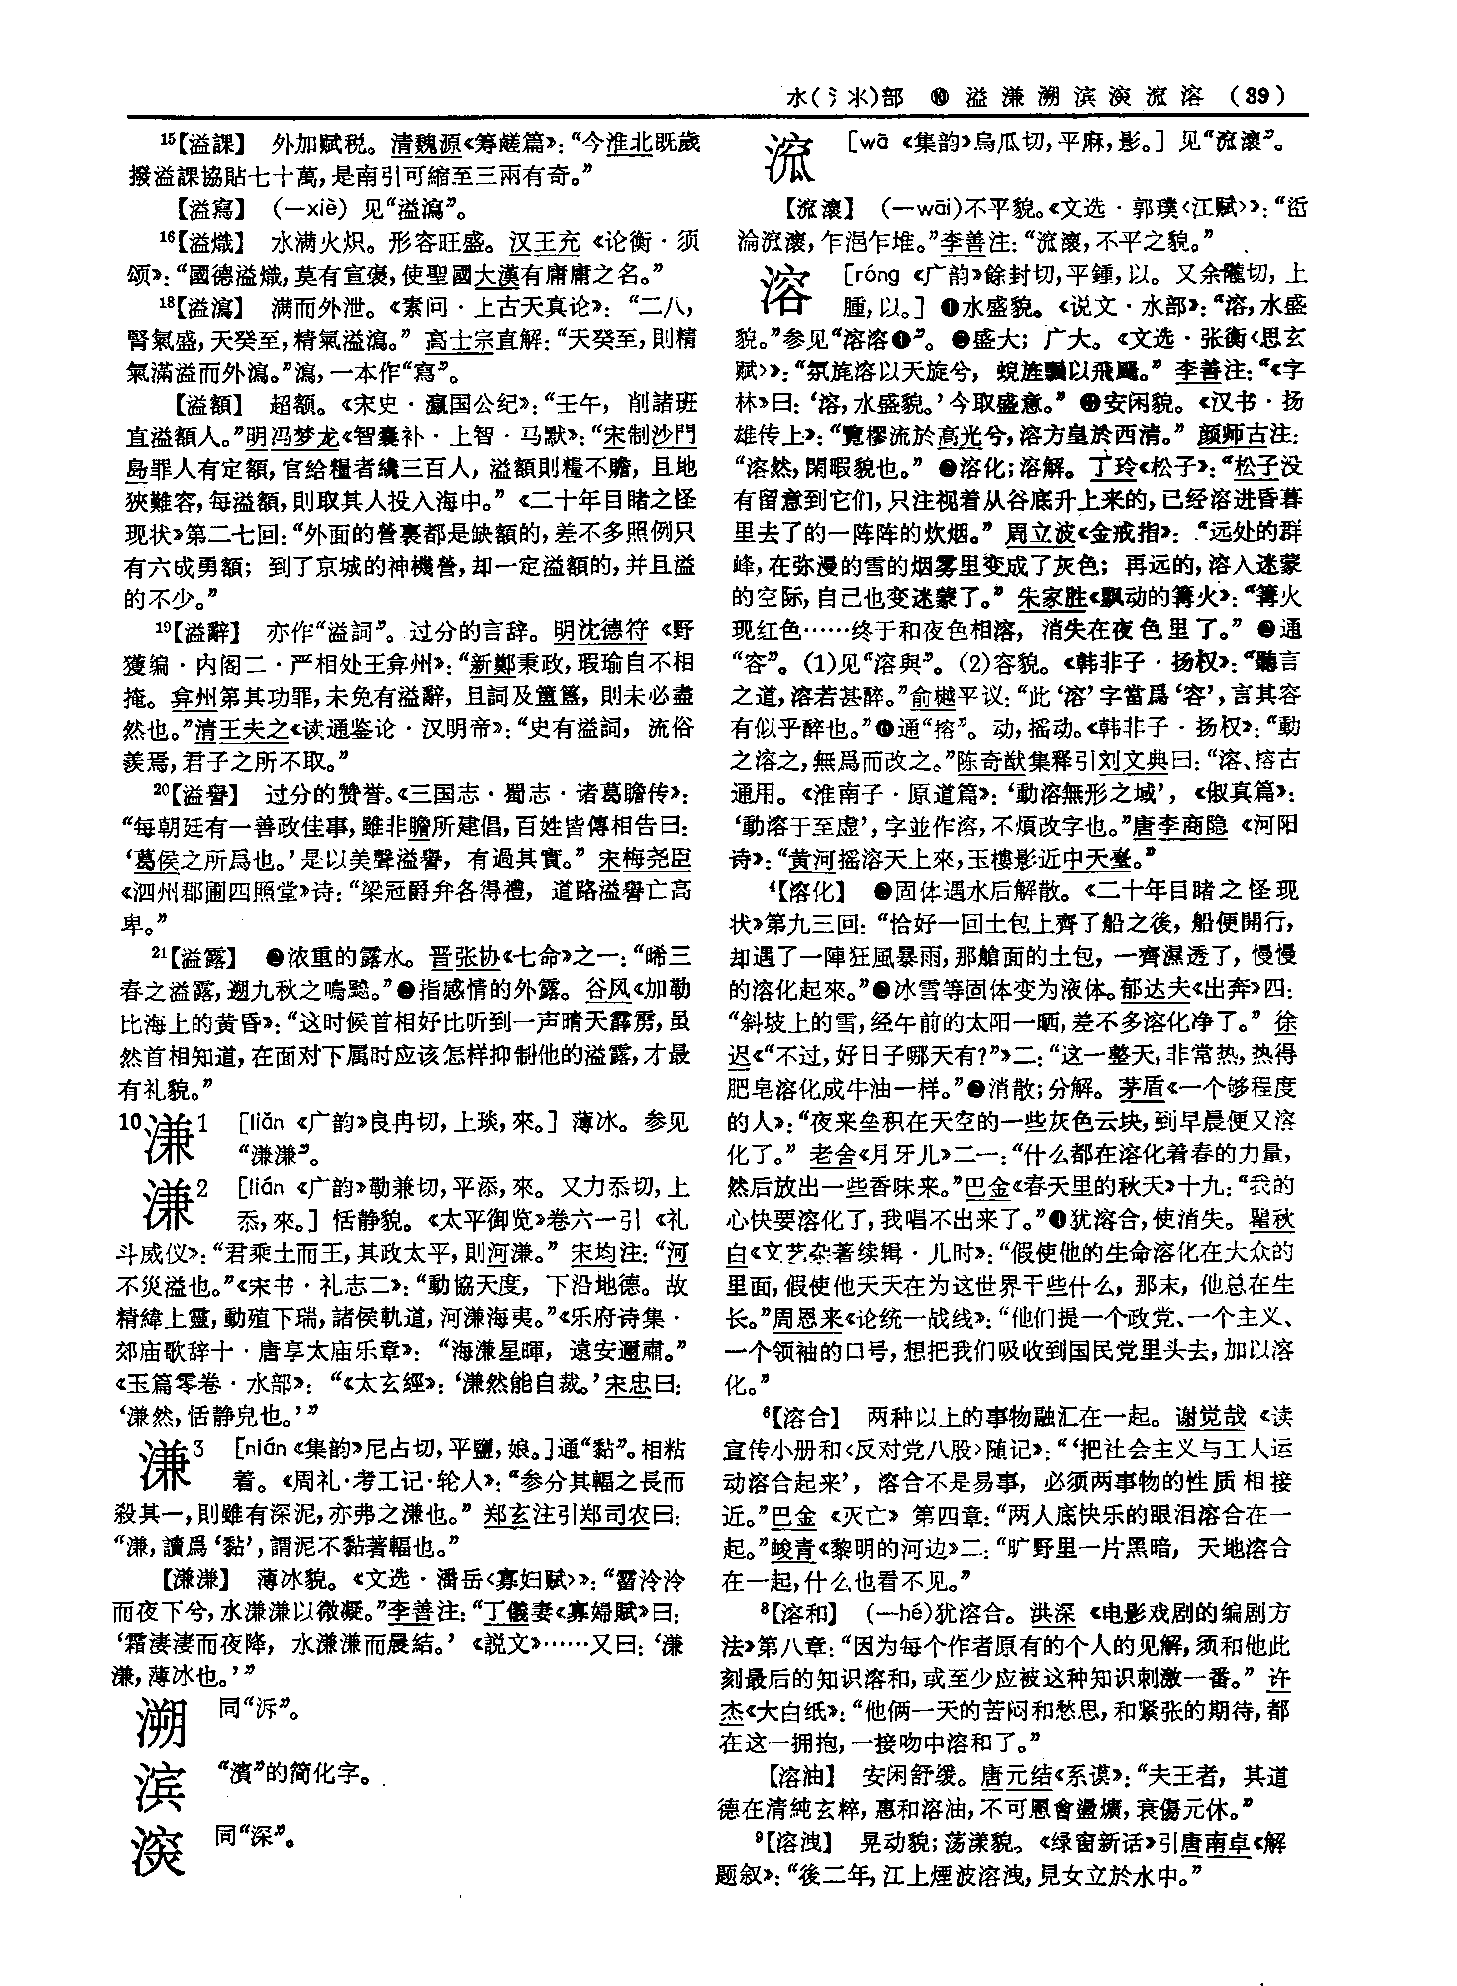 水(氵氺)部 ❿ 溢溓溯滨湥溛溶 (39)
15【溢課】 外加赋税。清魏源《筹鹾篇》:“今淮北既歲
撥溢課協貼七十萬,是南引可縮至三兩有奇。”
【溢寫】 (—xiè) 见“溢瀉”。
16【溢熾】 水满火炽。形容旺盛。汉王充《论衡·须
颂》:“國德溢熾,莫有宣褒,使聖國大漢有庸庸之名。”
18【溢瀉】 满而外泄。《素问·上古天真论》:“二八,
腎氣盛,天癸至,精氣溢瀉。” 高士宗直解:“天癸至,則精
氣滿溢而外瀉。”瀉,一本作“寫”。
【溢額】 超额。《宋史·瀛国公纪》:“壬午,削諸班
直溢額人。”明冯梦龙《智囊补·上智·马默》:“宋制沙門
島罪人有定額,官给糧者纔三百人,溢額則糧不贍,且地
狹難容,每溢額,則取其人投入海中。”《二十年目睹之怪
现状》第二七回:“外面的營裏都是缺額的,差不多照例只
有六成勇額;到了京城的神機營,却一定溢額的,并且溢
的不少。”
19【溢辭】 亦作“溢詞”。过分的言辞。明沈德符《野
獲编·内阁二·严相处王弇州》:“新鄭秉政,瑕瑜自不相
掩。弇州第其功罪,未免有溢辭,且詞及簠簋,則未必盡
然也。”清王夫之《读通鉴论·汉明帝》:“史有溢詞,流俗
羨焉,君子之所不取。”
20【溢譽】 过分的赞誉。《三国志·蜀志·诸葛瞻传》:
“每朝廷有一善政佳事,雖非瞻所建倡,百姓皆傳相告曰:
‘葛侯之所爲也。’是以美聲溢譽,有過其實。” 宋梅尧臣
《泗州郡圃四照堂》诗:“梁冠爵弁各得禮,道路溢譽亡高
卑。”
21【溢露】 ❶浓重的露水。晋张协《七命》之一:“晞三
春之溢露,遡九秋之鳴飈。”❷指感情的外露。谷风《加勒
比海上的黄昏》:“这时候首相好比听到一声晴天霹雳,虽
然首相知道,在面对下属时应该怎样抑制他的溢露,才最
有礼貌。”
10溓1 [liǎn《广韵》良冉切,上琰,來。] 薄冰。参见
“溓溓”。
溓2 [lián《广韵》勒兼切,平添,來。又力忝切,上
忝,來。] 恬静貌。《太平御览》卷六一引《礼
斗威仪》:“君乘土而王,其政太平,則河溓。” 宋均注:“河
不災溢也。”《宋书·礼志二》:“動協天度,下沿地德。故
精緯上靈,動殖下瑞,諸侯軌道,河溓海夷。”《乐府诗集·
郊庙歌辞十·唐享太庙乐章》:“海溓星暉,遠安邇肅。”
《玉篇零卷·水部》:“《太玄經》:‘溓然能自裁。’宋忠曰:
‘溓然,恬静皃也。’”
溓3 [nián《集韵》尼占切,平鹽,娘。]通“黏”。相粘
着。《周礼·考工记·轮人》:“参分其輻之長而
殺其一,則雖有深泥,亦弗之溓也。” 郑玄注引郑司农曰:
“溓,讀爲‘黏’,謂泥不黏著輻也。”
【溓溓】 薄冰貌。《文选·潘岳〈寡妇赋〉》:“霤泠泠
而夜下兮,水溓溓以微凝。”李善注:“丁儀妻《寡婦賦》曰:
‘霜淒淒而夜降,水溓溓而晨結。’《説文》……又曰:‘溓
溓,薄冰也。’”
溯 同“泝”。
滨 “濱”的简化字。
湥 同“深”。
溛 [wā《集韵》烏瓜切,平麻,影。] 见“溛㵽”。
【溛㵽】 (—wāi)不平貌。《文选·郭璞〈江赋〉》:“㳌
淪溛㵽,乍浥乍堆。”李善注:“溛㵽,不平之貌。”
溶 [róng《广韵》餘封切,平鍾,以。又余隴切,上
腫,以。] ❶水盛貌。《说文·水部》:“溶,水盛
貌。”参见“溶溶❶”。❷盛大;广大。《文选·张衡〈思玄
赋〉》:“氛旄溶以天旋兮,蜺旌飄以飛颺。”李善注:“《字
林》曰:‘溶,水盛貌。’今取盛意。”❸安闲貌。《汉书·扬
雄传上》:“覽樛流於高光兮,溶方皇於西清。”颜师古注:
“溶然,閑暇貌也。” ❹溶化;溶解。丁玲《松子》:“松子没
有留意到它们,只注视着从谷底升上来的,已经溶进昏暮
里去了的一阵阵的炊烟。” 周立波《金戒指》:“远处的群
峰,在弥漫的雪的烟雾里变成了灰色;再远的,溶入迷蒙
的空际,自己也变迷蒙了。”朱家胜《飘动的篝火》:“篝火
现红色……终于和夜色相溶,消失在夜色里了。”❺通
“容”。(1)见“溶與”。(2)容貌。《韩非子·扬权》:“聽言
之道,溶若甚醉。”俞樾平议:“此‘溶’字當爲‘容’,言其容
有似乎醉也。”❻通“搈”。动,摇动。《韩非子·扬权》:“動
之溶之,無爲而改之。”陈奇猷集释引刘文典曰:“溶、搈古
通用。《淮南子·原道篇》:‘動溶無形之域’,《俶真篇》:
‘動溶于至虚’,字並作溶,不煩改字也。”唐李商隐《河阳
诗》:“黄河摇溶天上來,玉樓影近中天臺。”
4【溶化】 ❶固体遇水后解散。《二十年目睹之怪现
状》第九三回:“恰好一回土包上齊了船之後,船便開行,
却遇了一陣狂風暴雨,那艙面的土包,一齊濕透了,慢慢
的溶化起來。”❷冰雪等固体变为液体。郁达夫《出奔》四:
“斜坡上的雪,经午前的太阳一晒,差不多溶化净了。” 徐
迟《“不过,好日子哪天有?”》二:“这一整天,非常热,热得
肥皂溶化成牛油一样。”❸消散;分解。茅盾《一个够程度
的人》:“夜来垒积在天空的一些灰色云块,到早晨便又溶
化了。” 老舍《月牙儿》二一:“什么都在溶化着春的力量,
然后放出一些香味来。”巴金《春天里的秋天》十九:“我的
心快要溶化了,我唱不出来了。”❹犹溶合,使消失。瞿秋
白《文艺杂著续辑·儿时》:“假使他的生命溶化在大众的
里面,假使他天天在为这世界干些什么,那末,他总在生
长。”周恩来《论统一战线》:“他们提一个政党、一个主义、
一个领袖的口号,想把我们吸收到国民党里头去,加以溶
化。”
6【溶合】 两种以上的事物融汇在一起。谢觉哉《读
宣传小册和〈反对党八股〉随记》:“‘把社会主义与工人运
动溶合起来’,溶合不是易事,必须两事物的性质相接
近。”巴金《灭亡》第四章:“两人底快乐的眼泪溶合在一
起。”峻青《黎明的河边》二:“旷野里一片黑暗,天地溶合
在一起,什么也看不见。”
8【溶和】 (—hé)犹溶合。洪深《电影戏剧的编剧方
法》第八章:“因为每个作者原有的个人的见解,须和他此
刻最后的知识溶和,或至少应被这种知识刺激一番。” 许
杰《大白纸》:“他俩一天的苦闷和愁思,和紧张的期待,都
在这一拥抱,一接吻中溶和了。”
【溶油】 安闲舒缓。唐元结《系谟》:“夫王者,其道
德在清純玄粹,惠和溶油,不可恩會盪熿,衰傷元休。”
9【溶洩】 晃动貌;荡漾貌。《绿窗新话》引唐南卓《解
题叙》:“後二年,江上煙波溶洩,見女立於水中。”